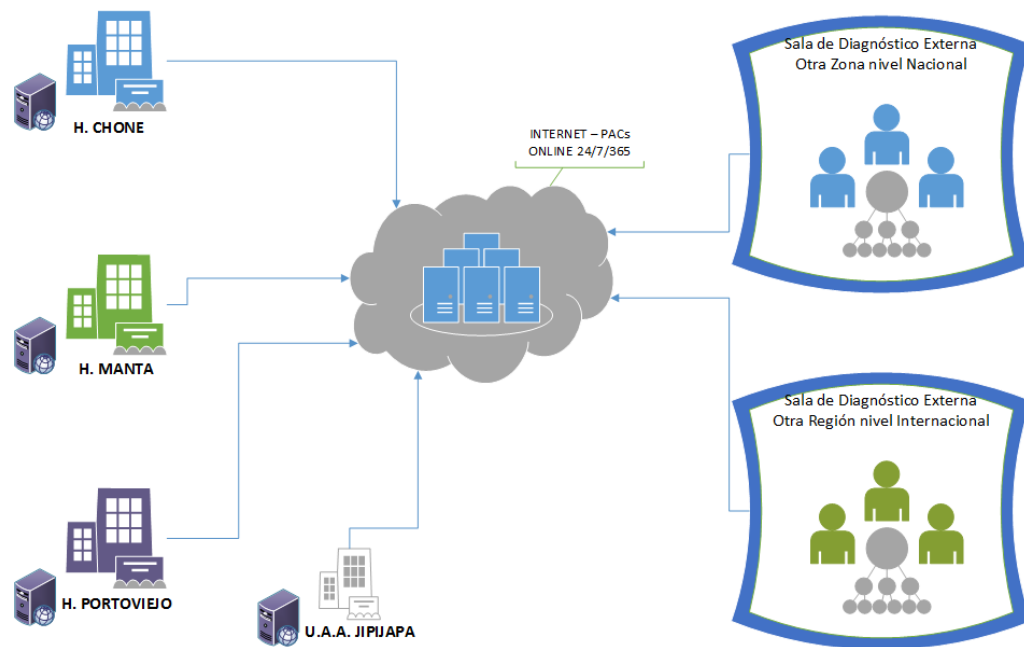 Sala de Diagnóstico Externa
Otra Zona nivel Nacional
H. CHONE
INTERNET – PACs
ONLINE 24/7/365
H. MANTA
Sala de Diagnóstico Externa
Otra Región nivel Internacional
H. PORTOVIEJO
U.A.A. JIPIJAPA